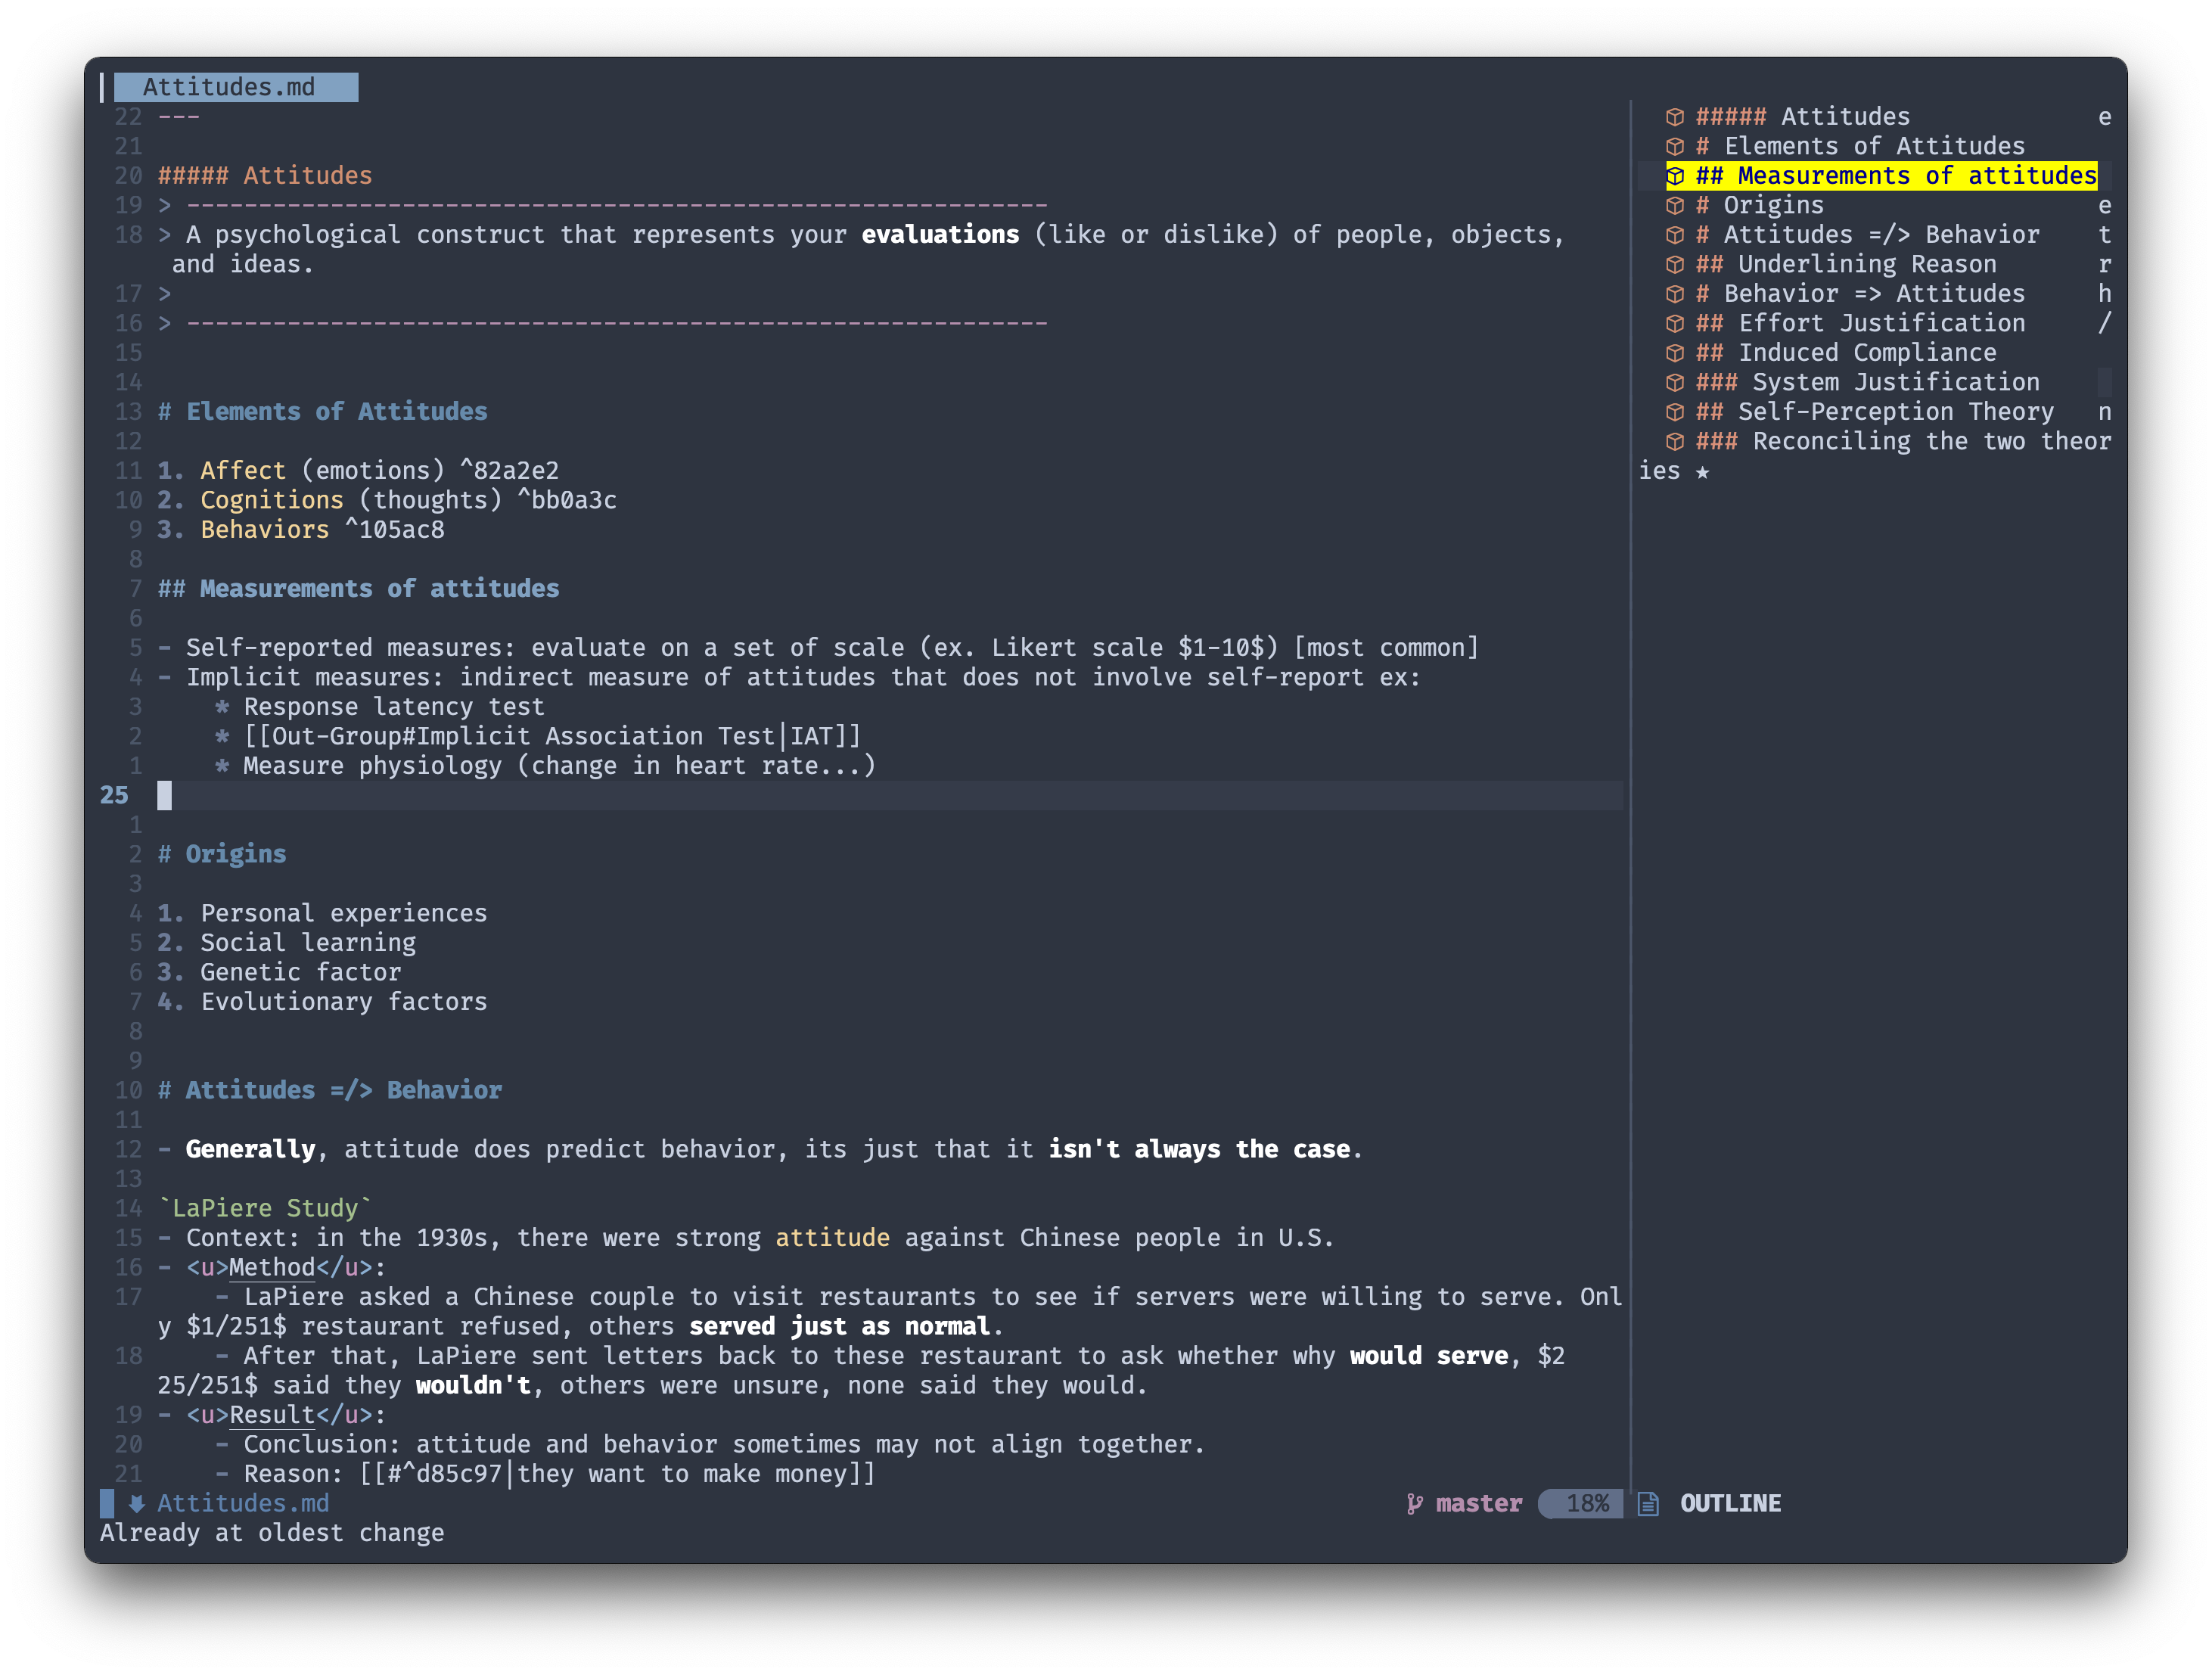 Attitudes.md
22 ---
21
20 ##### Attitudes
19 > ------------------------------------------------------------
18 > A psychological construct that represents your evaluations (like or dislike) of people, objects,
and ideas.
17 >
16 > ------------------------------------------------------------
15
14
13 # Elements of Attitudes
12
11 1. Affect (emotions) ^82a2e2
10 2. Cognitions (thoughts) ^bb0a3c
9 3. Behaviors ^105ac8
8
7 ## Measurements of attitudes
6
5 - Self-reported measures: evaluate on a set of scale (ex. Likert scale $1-10$) [most common]
4 - Implicit measures: indirect measure of attitudes that does not involve self-report ex:
3 * Response latency test
2 * [[Out-Group#Implicit Association Test|IAT]]
1 * Measure physiology (change in heart rate...)
25
1
2 # Origins
3
4 1. Personal experiences
5 2. Social learning
6 3. Genetic factor
7 4. Evolutionary factors
8
9
10 # Attitudes =/> Behavior
11
12 - Generally, attitude does predict behavior, its just that it isn't always the case.
13
14 `LaPiere Study`
15 - Context: in the 1930s, there were strong attitude against Chinese people in U.S.
16 - <u>Method</u>:
17 - LaPiere asked a Chinese couple to visit restaurants to see if servers were willing to serve. Onl
y $1/251$ restaurant refused, others served just as normal.
18 - After that, LaPiere sent letters back to these restaurant to ask whether why would serve, $2
25/251$ said they wouldn't, others were unsure, none said they would.
19 - <u>Result</u>:
20 - Conclusion: attitude and behavior sometimes may not align together.
21 - Reason: [[#^d85c97|they want to make money]]
##### Attitudes e
# Elements of Attitudes
## Measurements of attitudes
# Origins e
# Attitudes =/> Behavior t
## Underlining Reason r
# Behavior => Attitudes h
## Effort Justification /
## Induced Compliance
### System Justification
## Self-Perception Theory n
### Reconciling the two theor
ies ★
Attitudes.md master 18% OUTLINE
Already at oldest change